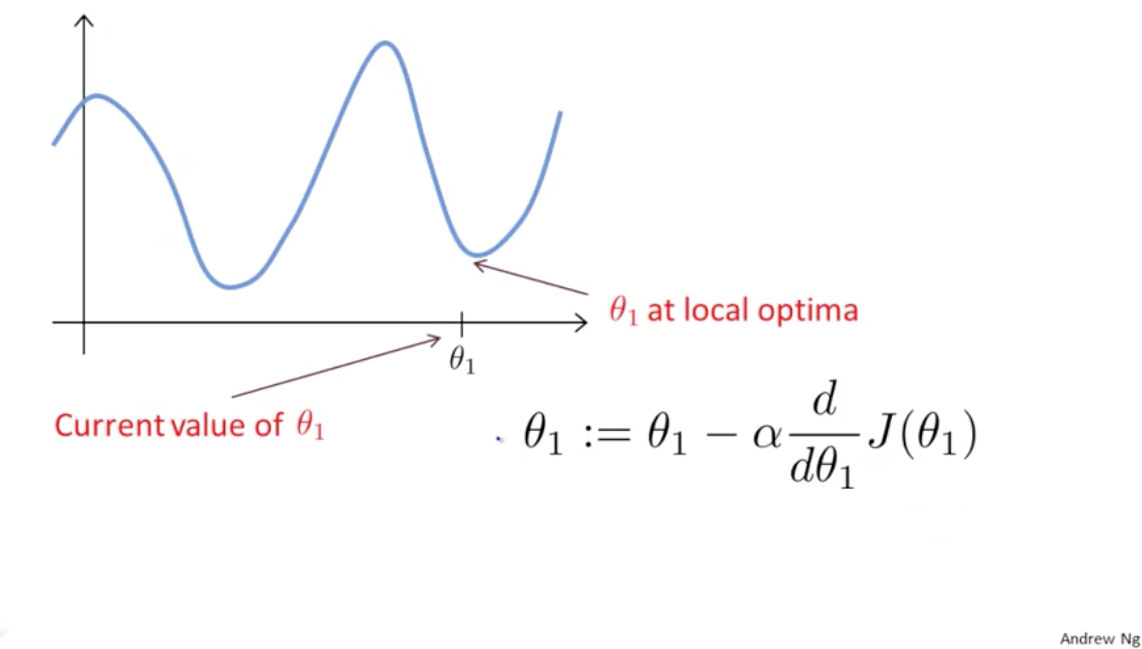 θ₁ at local optima
θ₁
Current value of θ₁
θ₁ := θ₁ − α d/dθ₁ J(θ₁)
Andrew Ng